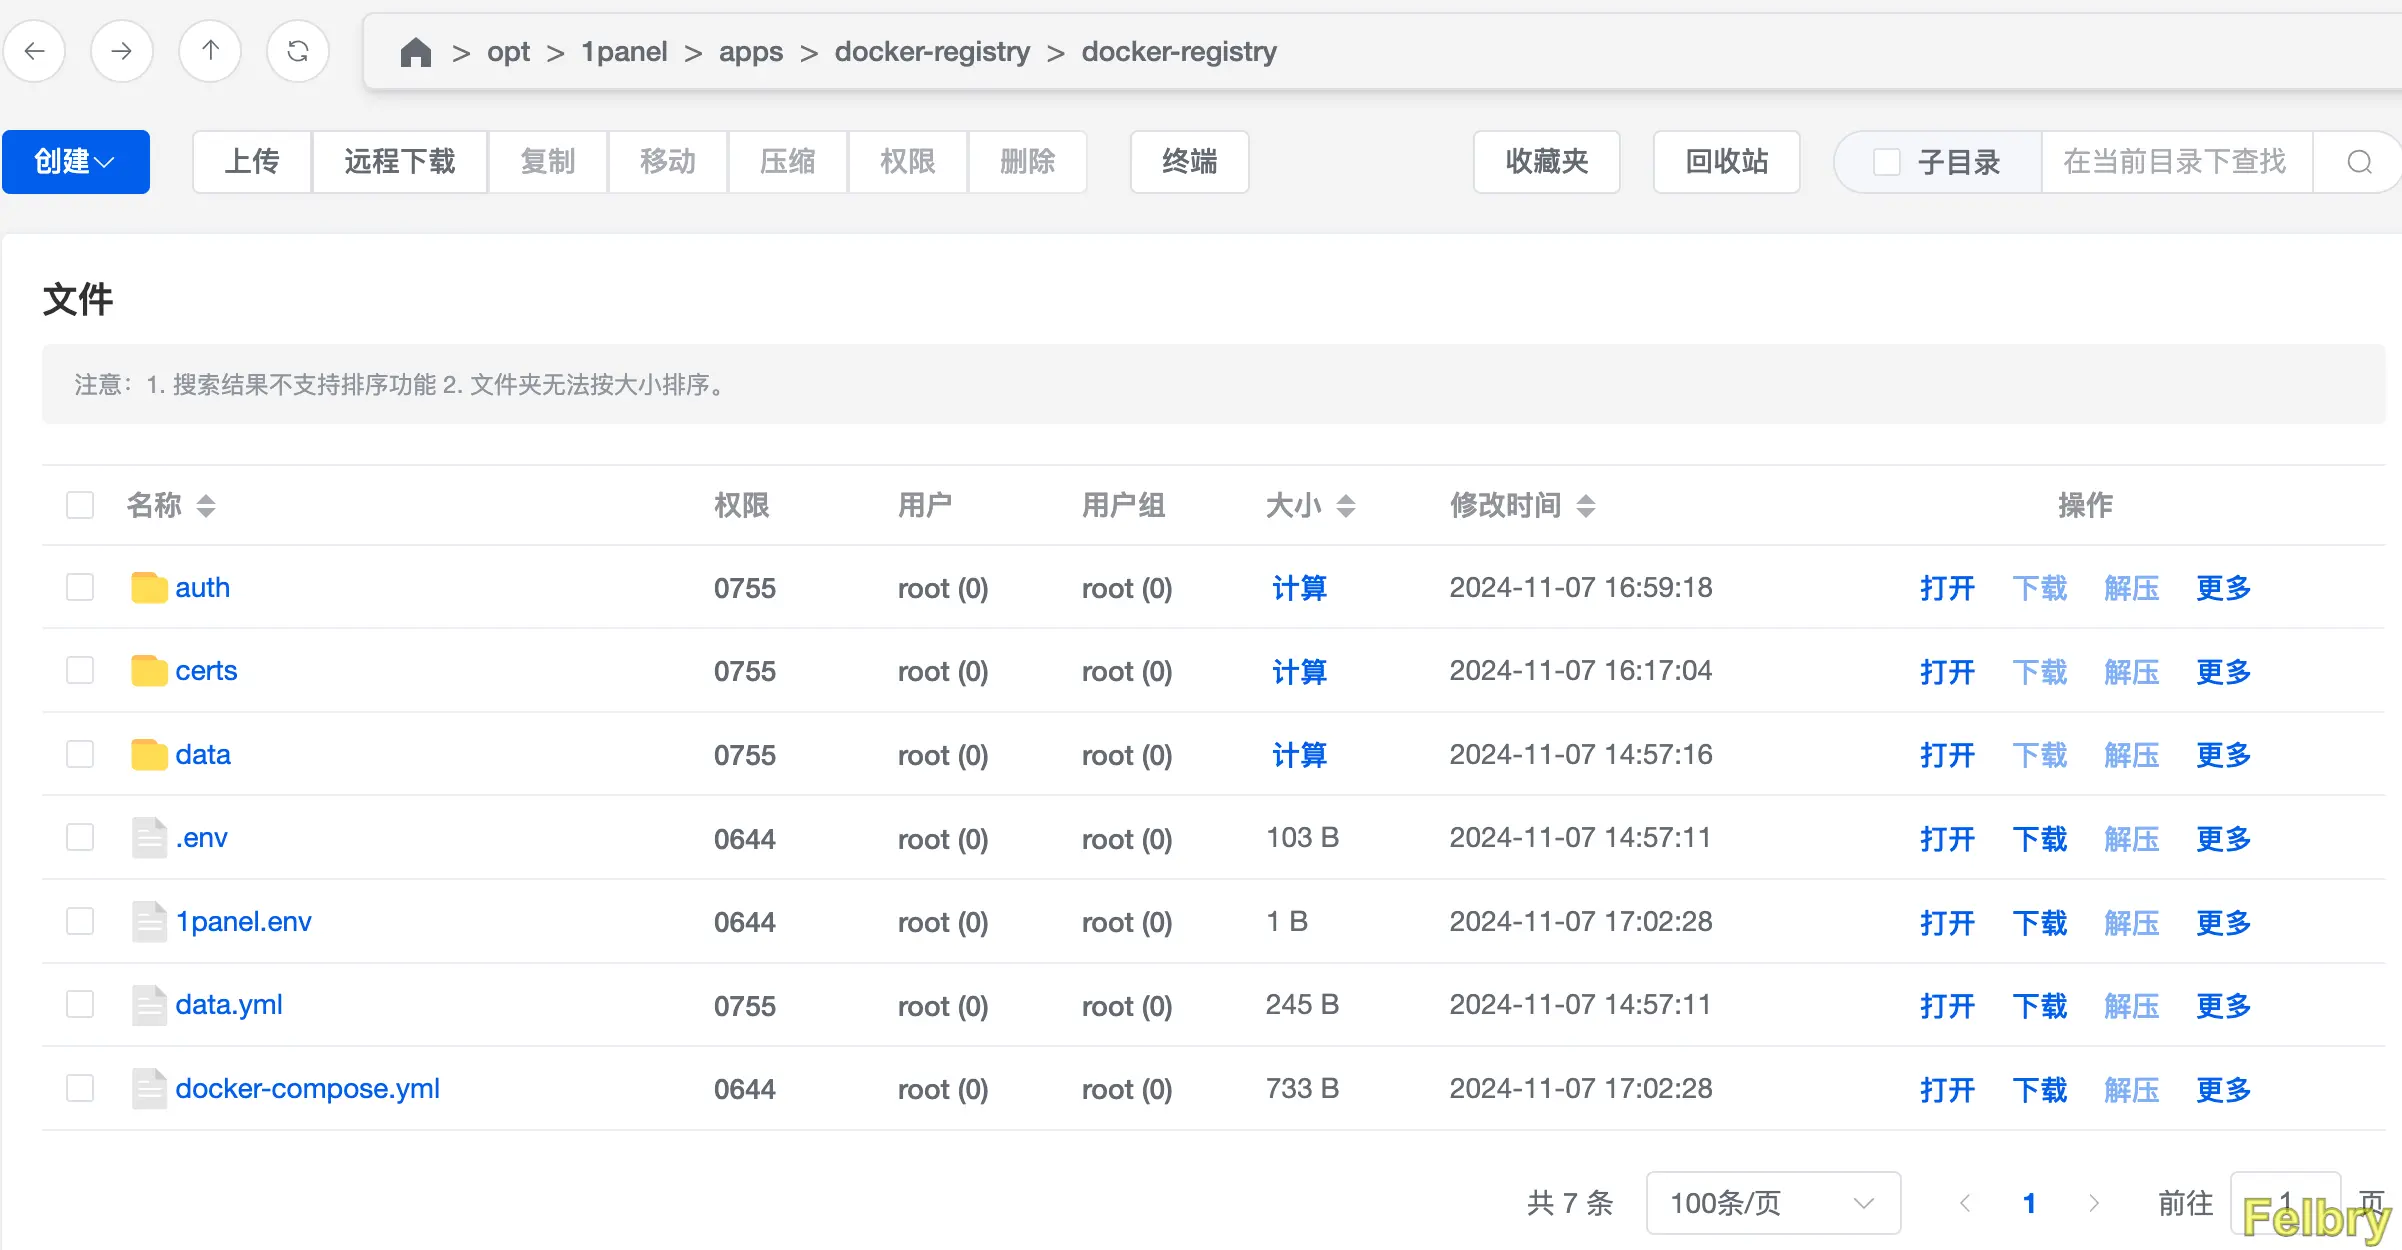 > opt > 1panel > apps > docker-registry > docker-registry
创建 上传 远程下载 复制 移动 压缩 权限 删除 终端 收藏夹 回收站 子目录 在当前目录下查找
文件
注意：1. 搜索结果不支持排序功能 2. 文件夹无法按大小排序。
名称 权限 用户 用户组 大小 修改时间 操作
auth 0755 root (0) root (0) 计算 2024-11-07 16:59:18 打开 下载 解压 更多
certs 0755 root (0) root (0) 计算 2024-11-07 16:17:04 打开 下载 解压 更多
data 0755 root (0) root (0) 计算 2024-11-07 14:57:16 打开 下载 解压 更多
.env 0644 root (0) root (0) 103 B 2024-11-07 14:57:11 打开 下载 解压 更多
1panel.env 0644 root (0) root (0) 1 B 2024-11-07 17:02:28 打开 下载 解压 更多
data.yml 0755 root (0) root (0) 245 B 2024-11-07 14:57:11 打开 下载 解压 更多
docker-compose.yml 0644 root (0) root (0) 733 B 2024-11-07 17:02:28 打开 下载 解压 更多
共 7 条 100条/页 1 前往 1 页
Felbry